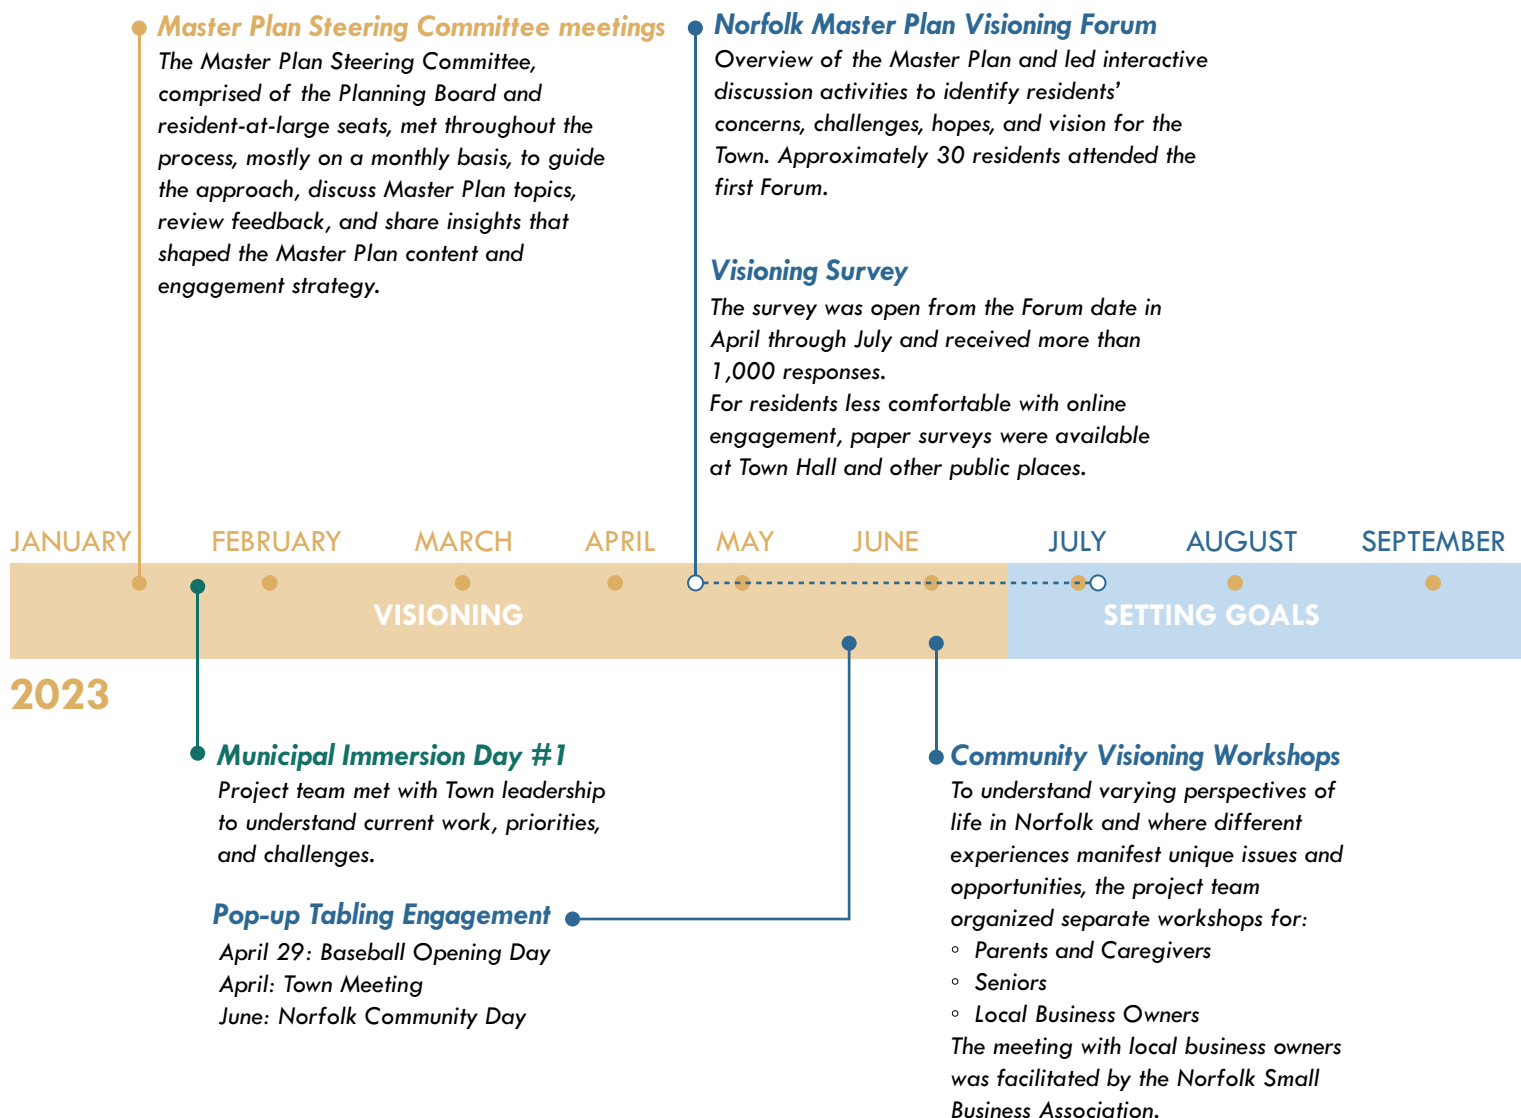 Master Plan Steering Committee meetings
The Master Plan Steering Committee,
comprised of the Planning Board and
resident-at-large seats, met throughout the
process, mostly on a monthly basis, to guide
the approach, discuss Master Plan topics,
review feedback, and share insights that
shaped the Master Plan content and
engagement strategy.
Norfolk Master Plan Visioning Forum
Overview of the Master Plan and led interactive
discussion activities to identify residents'
concerns, challenges, hopes, and vision for the
Town. Approximately 30 residents attended the
first Forum.
Visioning Survey
The survey was open from the Forum date in
April through July and received more than
1,000 responses.
For residents less comfortable with online
engagement, paper surveys were available
at Town Hall and other public places.
JANUARY FEBRUARY MARCH APRIL MAY JUNE JULY AUGUST SEPTEMBER
VISIONING SETTING GOALS
2023
Municipal Immersion Day #1
Project team met with Town leadership
to understand current work, priorities,
and challenges.
Pop-up Tabling Engagement
April 29: Baseball Opening Day
April: Town Meeting
June: Norfolk Community Day
Community Visioning Workshops
To understand varying perspectives of
life in Norfolk and where different
experiences manifest unique issues and
opportunities, the project team
organized separate workshops for:
◦ Parents and Caregivers
◦ Seniors
◦ Local Business Owners
The meeting with local business owners
was facilitated by the Norfolk Small
Business Association.